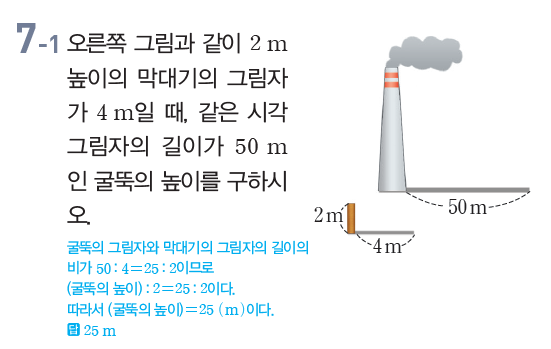 7-1 오른쪽 그림과 같이 2 m
높이의 막대기의 그림자
가 4 m일 때, 같은 시각
그림자의 길이가 50 m
인 굴뚝의 높이를 구하시
오.
굴뚝의 그림자와 막대기의 그림자의 길이의
비가 50 : 4=25 : 2이므로
(굴뚝의 높이) : 2=25 : 2이다.
따라서 (굴뚝의 높이)=25 (m)이다.
답 25 m
50 m
2 m
4 m